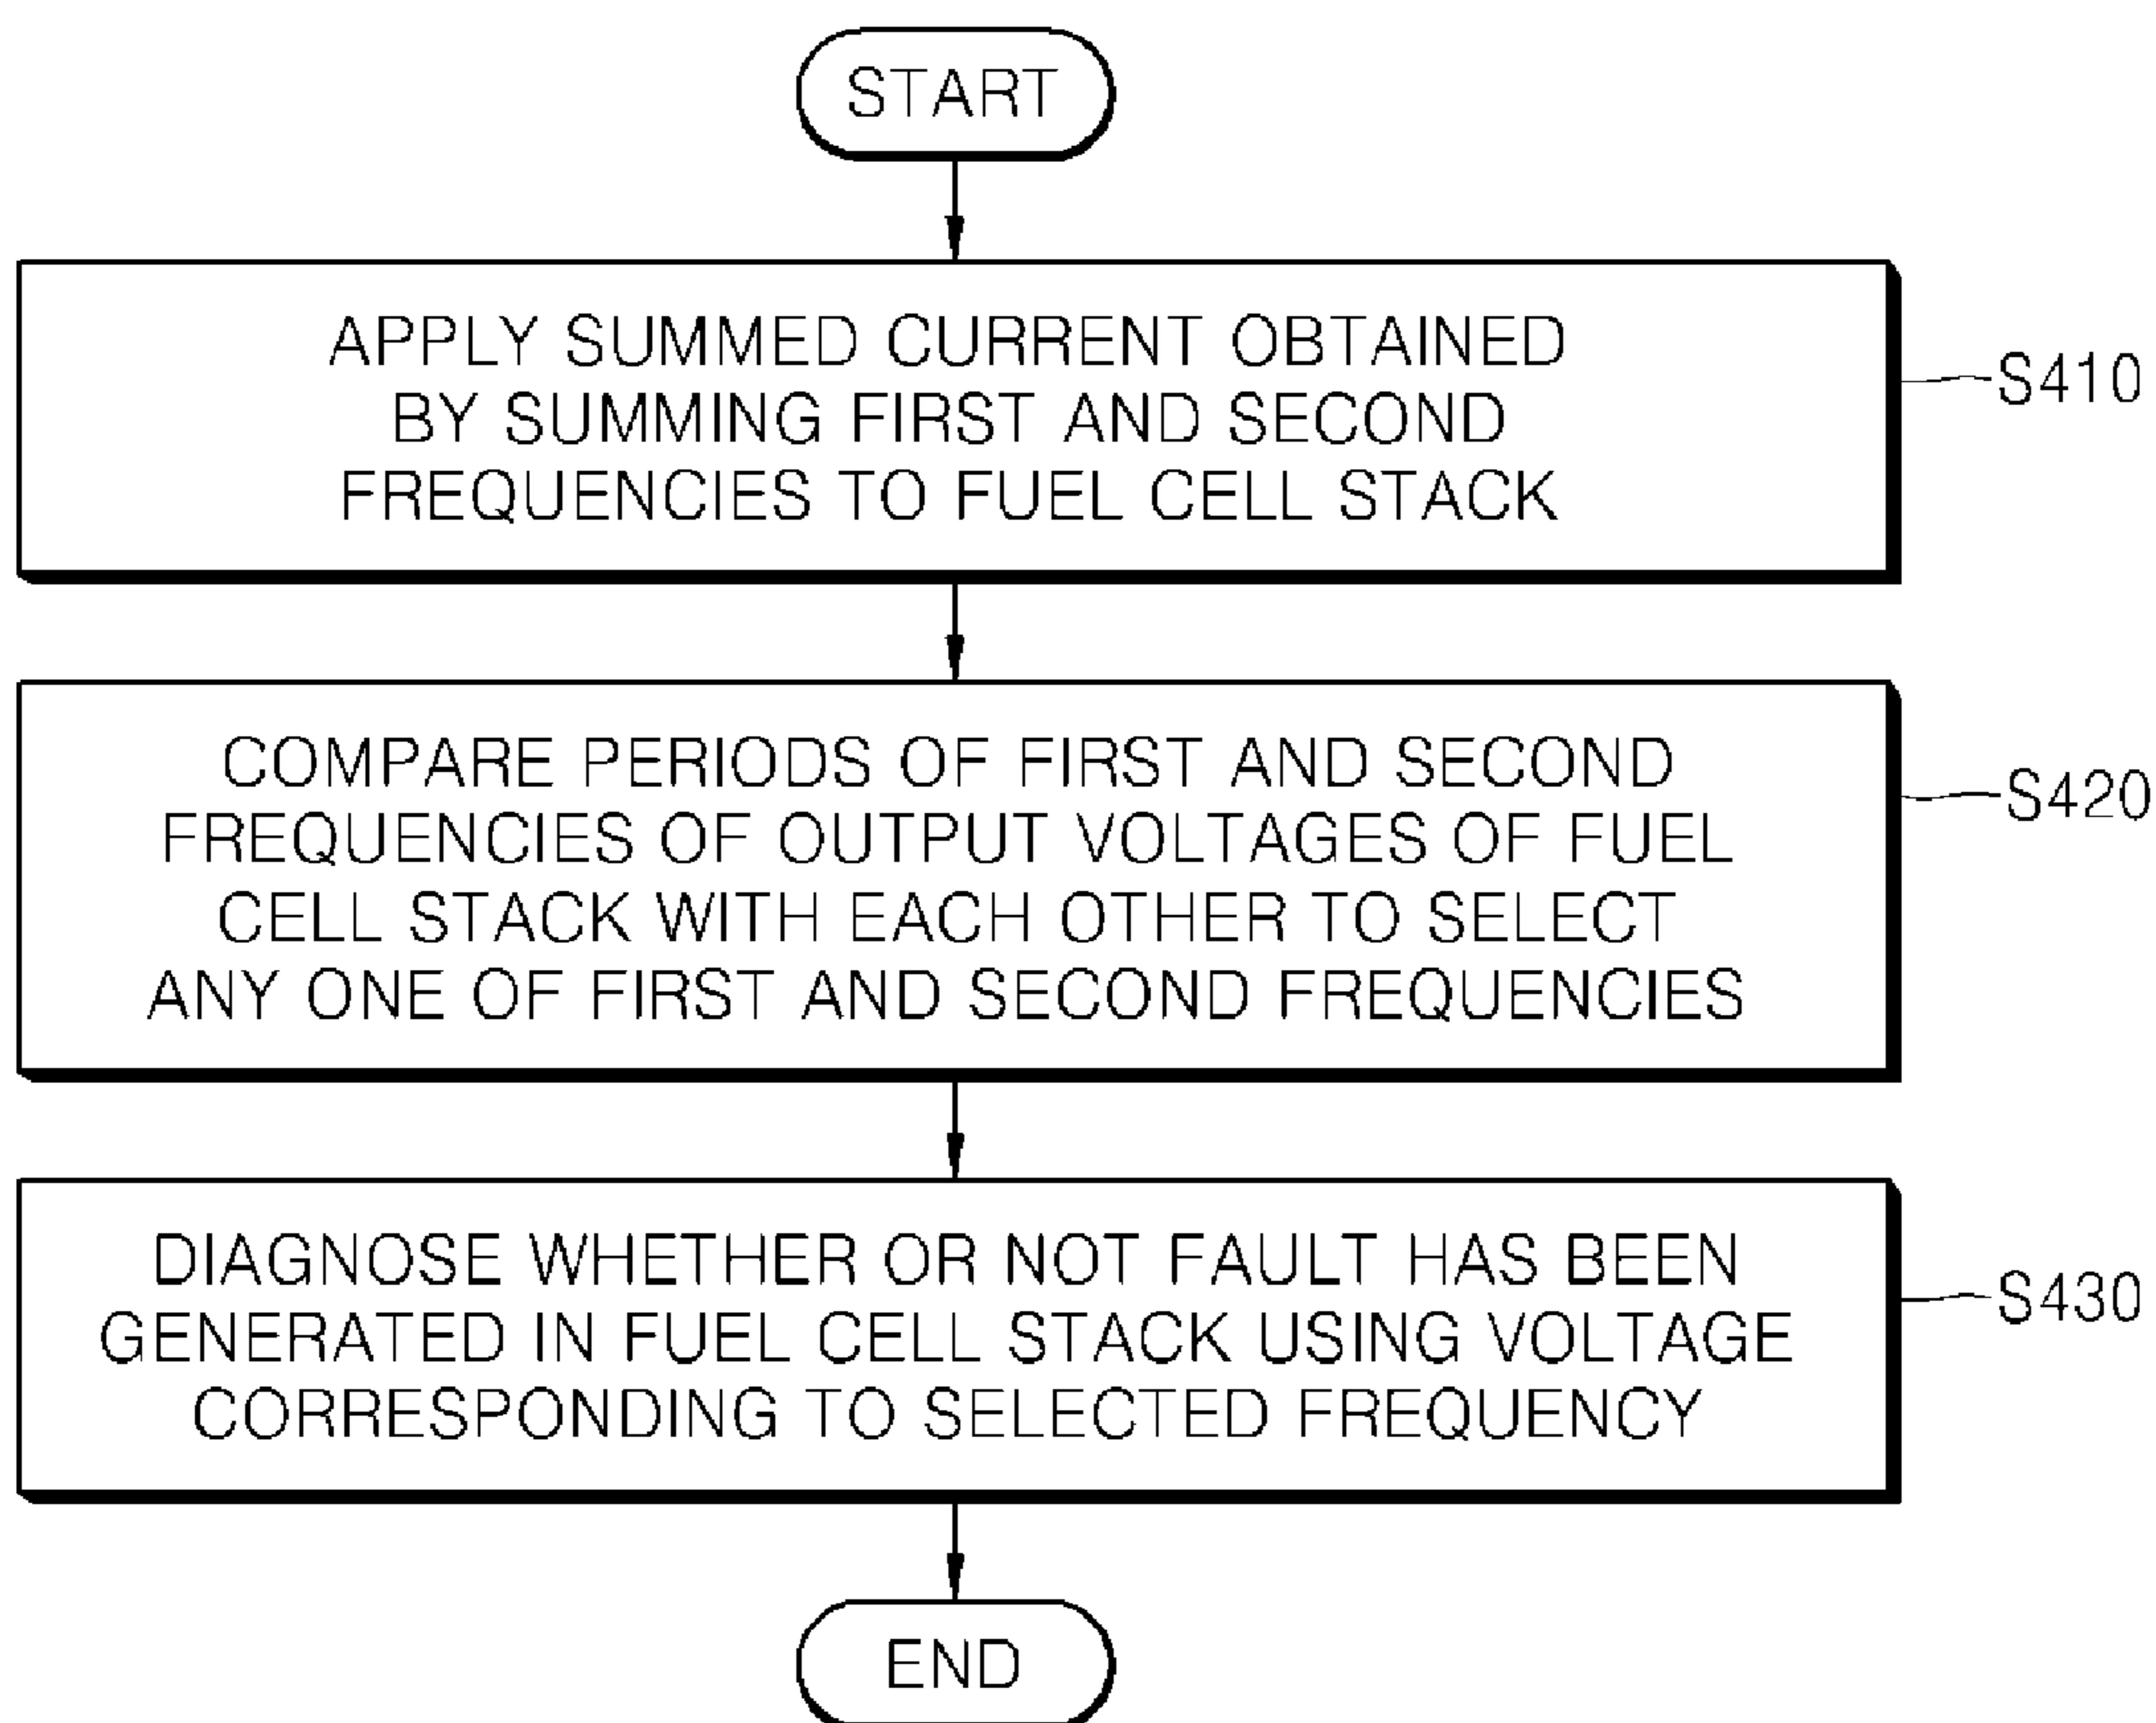 START
APPLY SUMMED CURRENT OBTAINED
BY SUMMING FIRST AND SECOND
FREQUENCIES TO FUEL CELL STACK
S410
COMPARE PERIODS OF FIRST AND SECOND
FREQUENCIES OF OUTPUT VOLTAGES OF FUEL
CELL STACK WITH EACH OTHER TO SELECT
ANY ONE OF FIRST AND SECOND FREQUENCIES
S420
DIAGNOSE WHETHER OR NOT FAULT HAS BEEN
GENERATED IN FUEL CELL STACK USING VOLTAGE
CORRESPONDING TO SELECTED FREQUENCY
S430
END